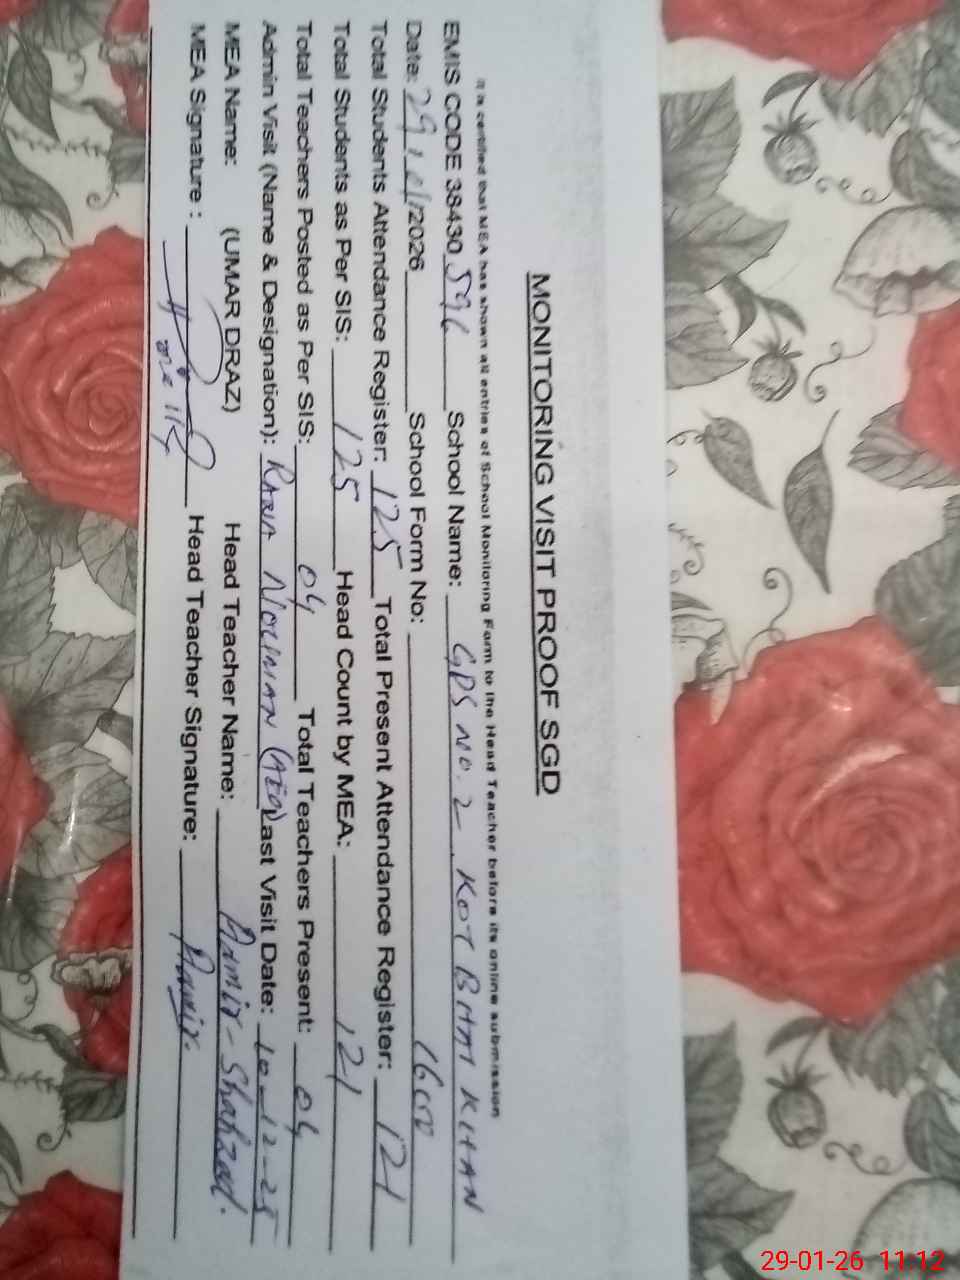 MONITORING VISIT PROOF SGD
It is certified that MEA has shown all entries of School Monitoring Form to the Head Teacher before its online submission
EMIS CODE 38430 596 School Name: GPS NO. 2 KOT BHAI KHAN
Date: 29/01/2026 School Form No: 1600
Total Students Attendance Register: 125 Total Present Attendance Register: 121
Total Students as Per SIS: 125 Head Count by MEA: 121
Total Teachers Posted as Per SIS: 04 Total Teachers Present: 04
Admin Visit (Name & Designation): RANA NOUMAN (AEO) Last Visit Date: 10-12-25
MEA Name: (UMAR DRAZ) Head Teacher Name: Aamir Shahzad.
MEA Signature : Head Teacher Signature: Aamir.
29-01-26 11:12